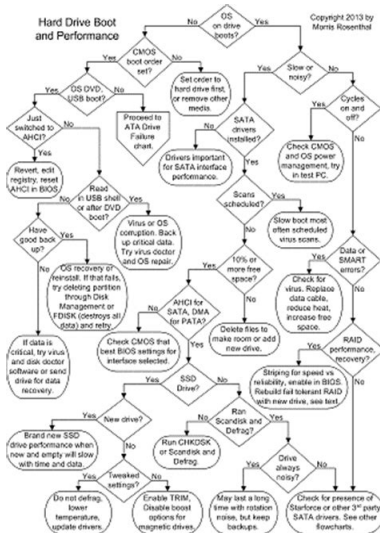 Hard Drive Boot
and Performance
Copyright 2013 by
Morris Rosenthal
OS
on drive
boots?
No
Yes
CMOS
boot order
set?
Yes
No
Slow or
noisy?
Yes
No
OS DVD,
USB boot?
Yes
No
Set order to
hard drive first,
or remove other
media.
Cycles
on and
off?
Yes
No
Just
switched to
AHCI?
Yes
No
Proceed to
ATA Drive
Failure
chart.
SATA
drivers
installed?
No
Yes
Check CMOS
and OS power
management, try
in test PC.
Revert, edit
registry, reset
AHCI in BIOS.
Drivers important
for SATA interface
performance.
Read
in USB shell
or after DVD
boot?
No
Yes
Scans
scheduled?
No
Yes
Slow boot most
often scheduled
virus scans.
Have
good back
up?
Yes
No
Virus or OS
corruption. Back
up critical data.
Try virus doctor
and OS repair.
Data or
SMART
errors?
Yes
No
10% or
more free
space?
Yes
No
OS recovery or
reinstall. If that fails,
try deleting partition
through Disk
Management or
FDISK (destroys all
data) and retry.
Check for
virus. Replace
data cable,
reduce heat,
increase free
space.
AHCI for
SATA, DMA
for PATA?
No
Yes
Delete files to
make room or add
new drive.
RAID
performance,
recovery?
Yes
No
If data is
critical, try virus
and disk doctor
software or send
drive for data
recovery.
Check CMOS that
best BIOS settings for
interface selected.
Striping for speed vs
reliability, enable in BIOS.
Rebuild fail tolerant RAID
with new drive, see text.
SSD
Drive?
Yes
No
New drive?
Yes
No
Ran
Scandisk and
Defrag?
No
Yes
Brand new SSD
drive performance when
new and empty will slow
with time and data.
Run CHKDSK
or Scandisk and
Defrag.
Drive
always
noisy?
Yes
No
Tweaked
settings?
Yes
No
Do not defrag,
lower
temperature,
update drivers.
Enable TRIM,
Disable boost
options for
magnetic drives.
May last a long
time with rotation
noise, but keep
backups.
Check for presence of
Starforce or other 3rd party
SATA drivers. See other
flowcharts.